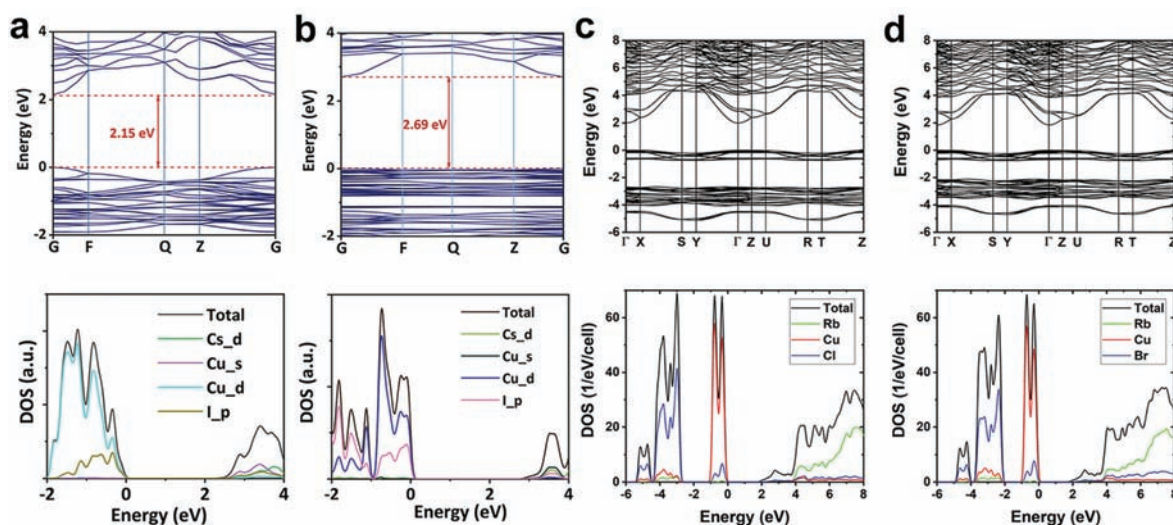 a
Energy (eV)
4
2
0
-2
2.15 eV
G F Q Z G
b
Energy (eV)
4
2
0
-2
2.69 eV
G F Q Z G
c
Energy (eV)
8
6
4
2
0
-2
-4
-6
Γ X S Y Γ Z U R T Z
d
Energy (eV)
8
6
4
2
0
-2
-4
-6
Γ X S Y Γ Z U R T Z
DOS (a.u.)
Total
Cs_d
Cu_s
Cu_d
I_p
-2 0 2 4
Energy (eV)
DOS (a.u.)
Total
Cs_d
Cu_s
Cu_d
I_p
-2 0 2 4
Energy (eV)
DOS (1/eV/cell)
60
40
20
0
Total
Rb
Cu
Cl
-6 -4 -2 0 2 4 6 8
Energy (eV)
DOS (1/eV/cell)
60
40
20
0
Total
Rb
Cu
Br
-6 -4 -2 0 2 4 6 8
Energy (eV)